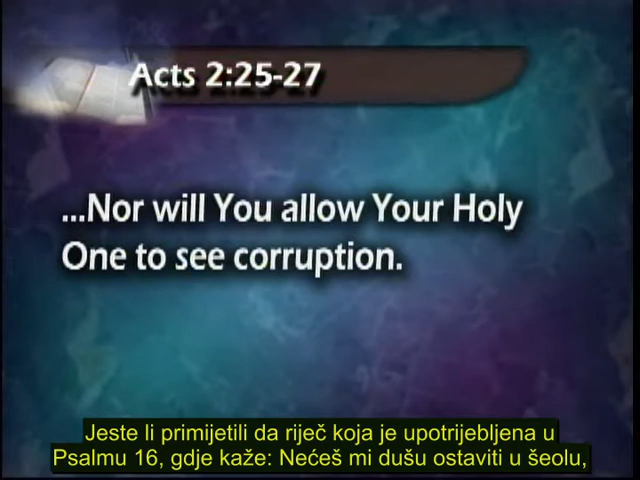 Acts 2:25-27
...Nor will You allow Your Holy
One to see corruption.
Jeste li primijetili da riječ koja je upotrijebljena u
Psalmu 16, gdje kaže: Nećeš mi dušu ostaviti u šeolu,